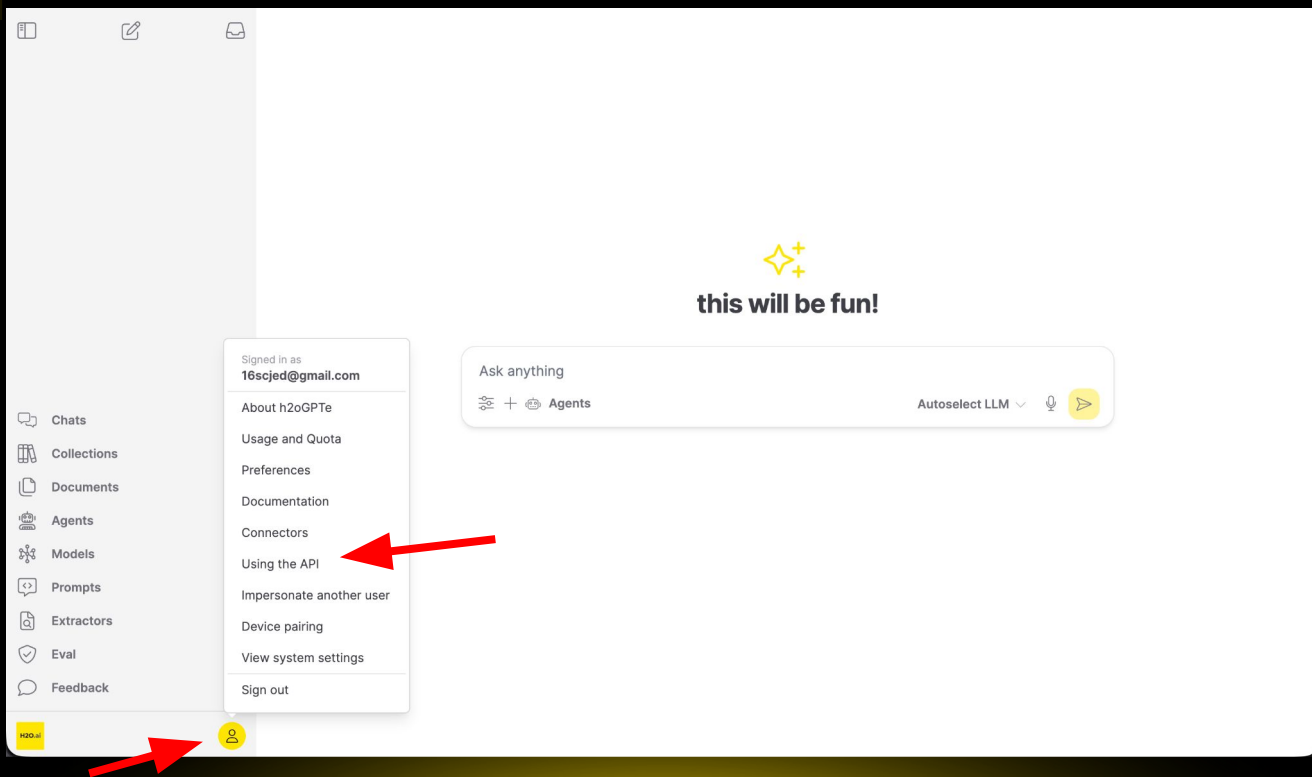 this will be fun!
Ask anything
Agents
Autoselect LLM
Signed in as
16scjed@gmail.com
About h2oGPTe
Usage and Quota
Preferences
Documentation
Connectors
Using the API
Impersonate another user
Device pairing
View system settings
Sign out
Chats
Collections
Documents
Agents
Models
Prompts
Extractors
Eval
Feedback
H2O.ai